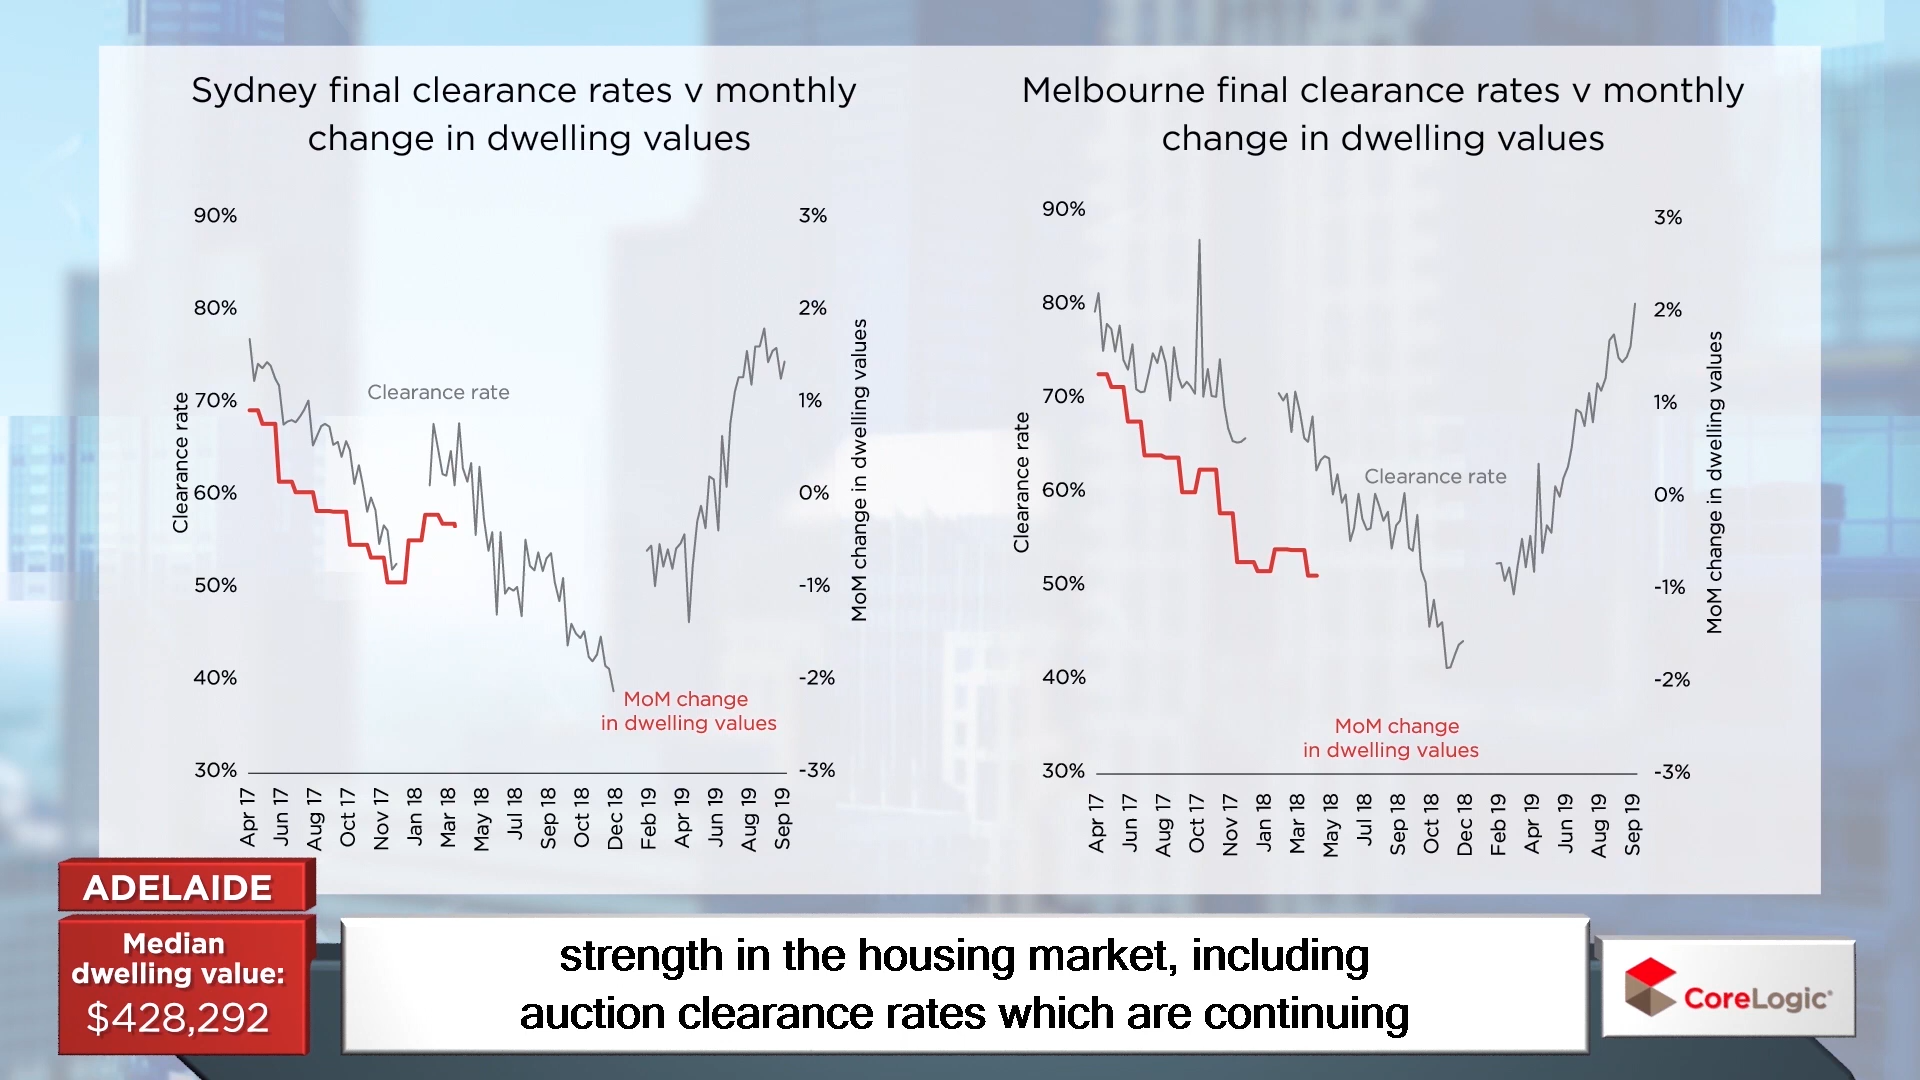 Sydney final clearance rates v monthly
change in dwelling values
90%
80%
70%
60%
50%
40%
30%
Clearance rate
3%
2%
1%
0%
-1%
-2%
-3%
MoM change in dwelling values
Clearance rate
MoM change
in dwelling values
Apr 17
Jun 17
Aug 17
Oct 17
Nov 17
Jan 18
Mar 18
May 18
Jul 18
Sep 18
Oct 18
Dec 18
Feb 19
Apr 19
Jun 19
Aug 19
Sep 19
Melbourne final clearance rates v monthly
change in dwelling values
90%
80%
70%
60%
50%
40%
30%
Clearance rate
3%
2%
1%
0%
-1%
-2%
-3%
MoM change in dwelling values
Clearance rate
MoM change
in dwelling values
Apr 17
Jun 17
Aug 17
Oct 17
Nov 17
Jan 18
Mar 18
May 18
Jul 18
Sep 18
Oct 18
Dec 18
Feb 19
Apr 19
Jun 19
Aug 19
Sep 19
ADELAIDE
Median
dwelling value:
$428,292
strength in the housing market, including
auction clearance rates which are continuing
CoreLogic®